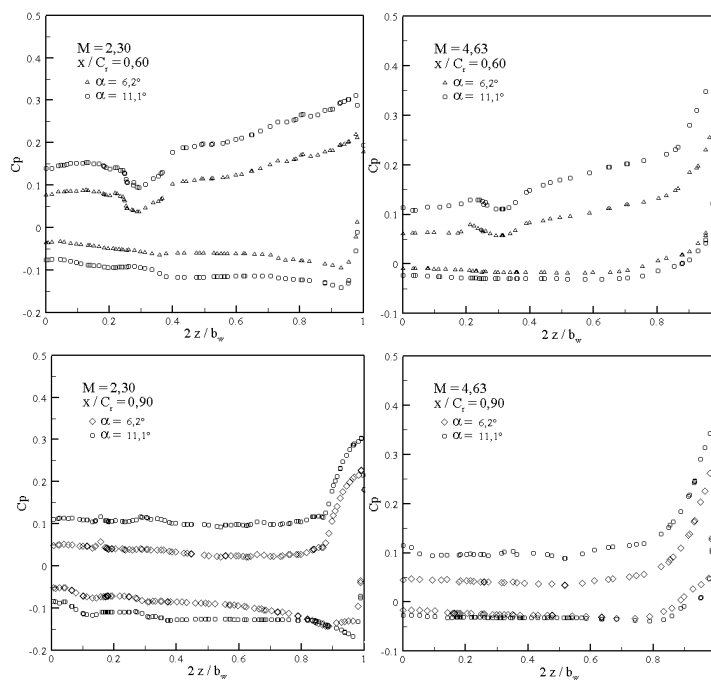 0.5
0.4
0.3
0.2
0.1
0
-0.1
-0.2
Cp
M = 2,30
x / C_r = 0,60
α = 6,2°
α = 11,1°
0 0.2 0.4 0.6 0.8 1
2 z / b_w
0.5
0.4
0.3
0.2
0.1
0
-0.1
Cp
M = 4,63
x / C_r = 0,60
α = 6,2°
α = 11,1°
0 0.2 0.4 0.6 0.8
2 z / b_w
0.5
0.4
0.3
0.2
0.1
0
-0.1
-0.2
Cp
M = 2,30
x / C_r = 0,90
α = 6,2°
α = 11,1°
0 0.2 0.4 0.6 0.8 1
2 z / b_w
0.5
0.4
0.3
0.2
0.1
0
-0.1
Cp
M = 4,63
x / C_r = 0,90
α = 6,2°
α = 11,1°
0 0.2 0.4 0.6 0.8
2 z / b_w